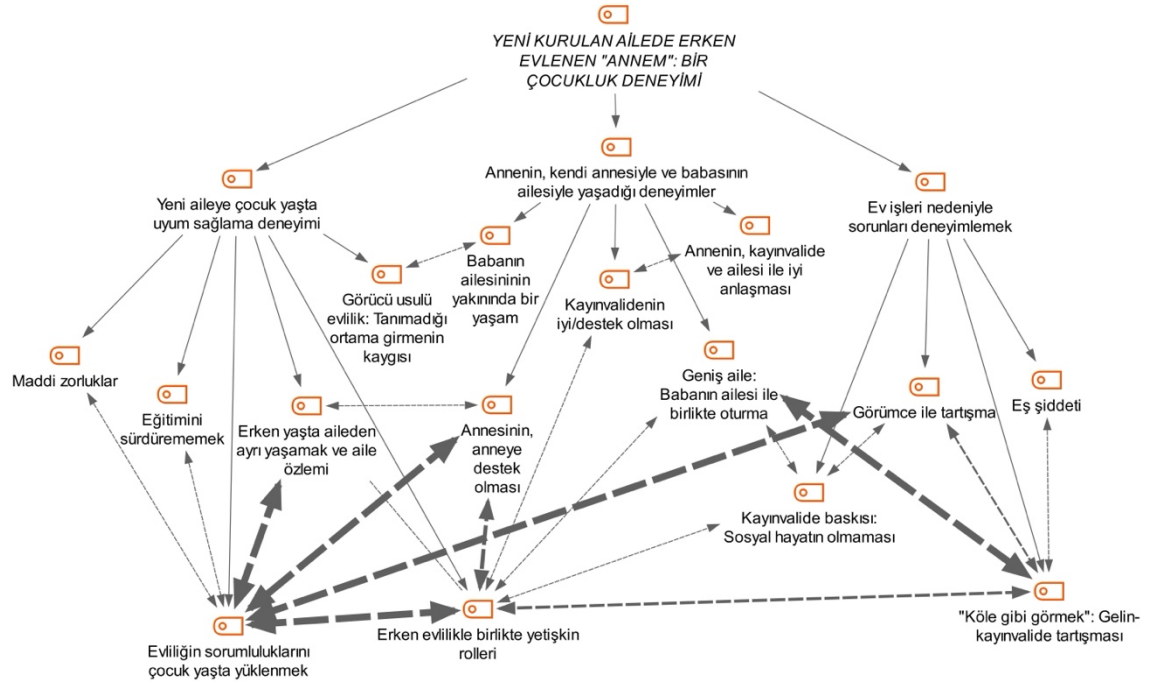 YENİ KURULAN AİLEDE ERKEN
EVLENEN "ANNEM": BİR
ÇOCUKLUK DENEYİMİ
Yeni aileye çocuk yaşta
uyum sağlama deneyimi
Annenin, kendi annesiyle ve babasının
ailesiyle yaşadığı deneyimler
Ev işleri nedeniyle
sorunları deneyimlemek
Görücü usulü
evlilik: Tanımadığı
ortama girmenin
kaygısı
Babanın
ailesininin
yakınında bir
yaşam
Kayınvalidenin
iyi/destek olması
Annenin, kayınvalide
ve ailesi ile iyi
anlaşması
Maddi zorluklar
Eğitimini
sürdürememek
Erken yaşta aileden
ayrı yaşamak ve aile
özlemi
Annesinin,
anneye
destek
olması
Geniş aile:
Babanın ailesi ile
birlikte oturma
Görümce ile tartışma
Eş şiddeti
Kayınvalide baskısı:
Sosyal hayatın olmaması
Evliliğin sorumluluklarını
çocuk yaşta yüklenmek
Erken evlilikle birlikte yetişkin
rolleri
"Köle gibi görmek": Gelin-
kayınvalide tartışması